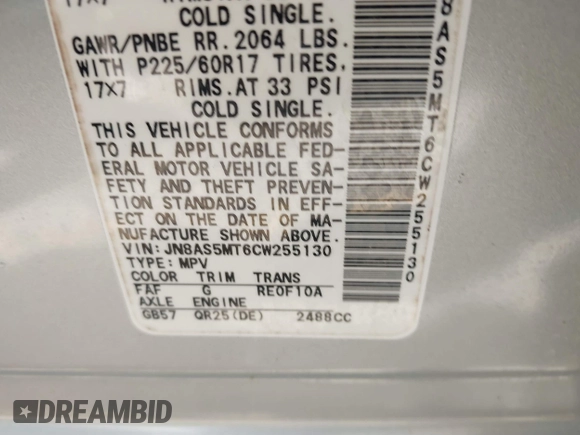 COLD SINGLE.
GAWR/PNBE RR. 2064 LBS.
WITH P225/60R17 TIRES.
17×7 RIMS. AT 33 PSI
COLD SINGLE.
THIS VEHICLE CONFORMS
TO ALL APPLICABLE FED-
ERAL MOTOR VEHICLE SA-
FETY AND THEFT PREVEN-
TION STANDARDS IN EFF-
ECT ON THE DATE OF MA-
NUFACTURE SHOWN ABOVE.
VIN: JN8AS5MT6CW255130
TYPE: MPV
COLOR TRIM TRANS
FAF G RE0F10A
AXLE ENGINE
GB57 QR25(DE) 2488CC
8AS5MT6CW255130
DREAMBID